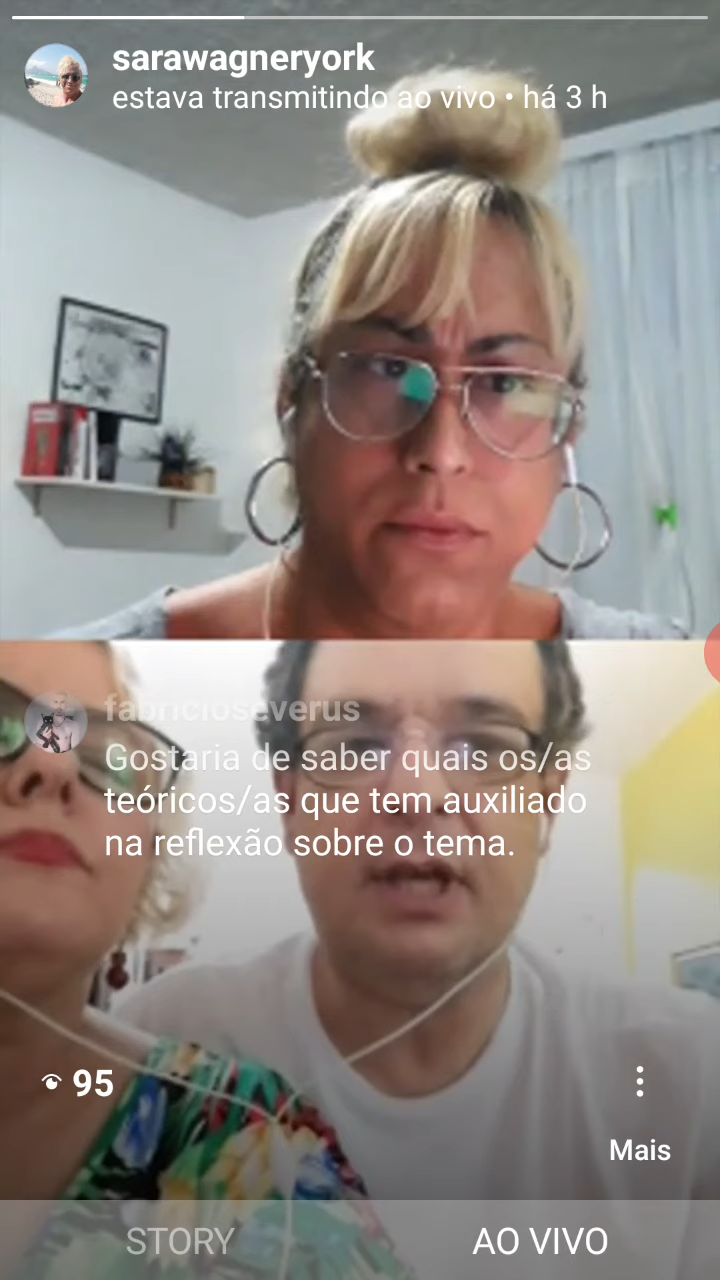 sarawagneryork
estava transmitindo ao vivo • há 3 h
fabricioseverus
Gostaria de saber quais os/as
teóricos/as que tem auxiliado
na reflexão sobre o tema.
95
Mais
STORY
AO VIVO